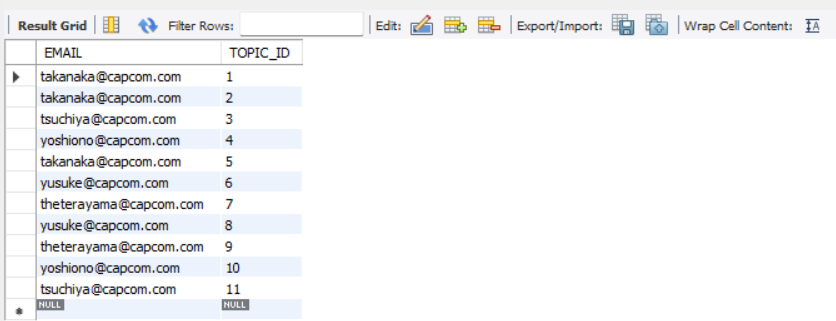 Result Grid Filter Rows: Edit: Export/Import: Wrap Cell Content: IA
EMAIL TOPIC_ID
takanaka@capcom.com 1
takanaka@capcom.com 2
tsuchiya@capcom.com 3
yoshiono@capcom.com 4
takanaka@capcom.com 5
yusuke@capcom.com 6
theterayama@capcom.com 7
yusuke@capcom.com 8
theterayama@capcom.com 9
yoshiono@capcom.com 10
tsuchiya@capcom.com 11
NULL NULL